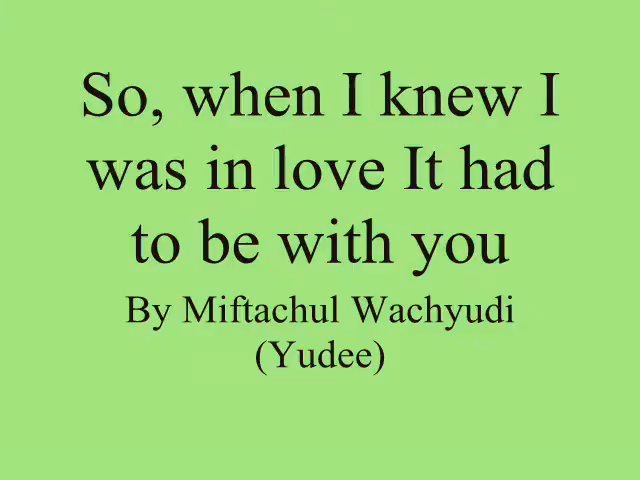 So, when I knew I
was in love It had
to be with you
By Miftachul Wachyudi
(Yudee)